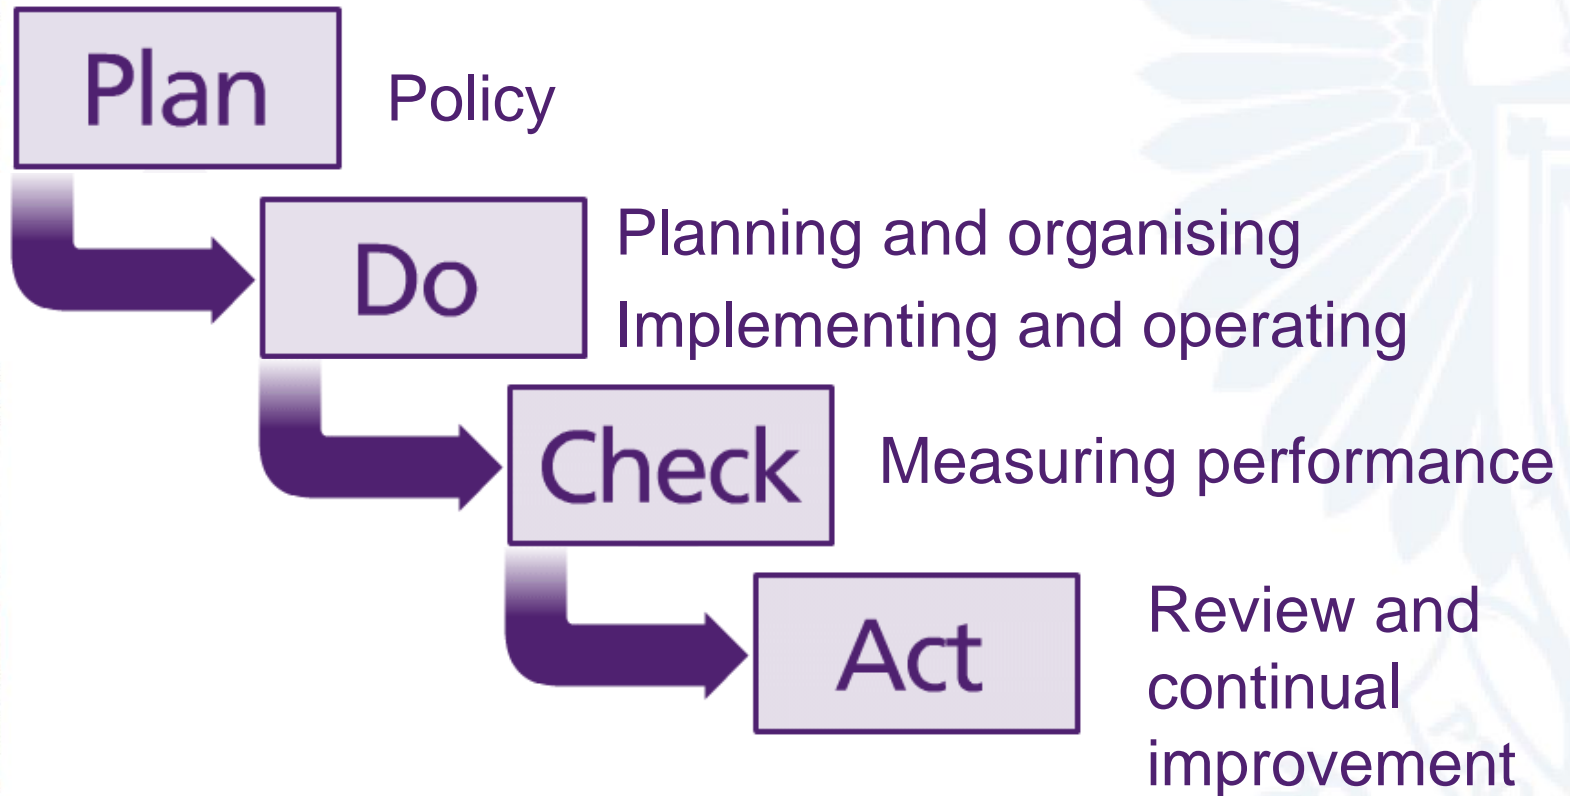 Plan
Policy
Do
Planning and organising
Implementing and operating
Check
Measuring performance
Act
Review and
continual
improvement